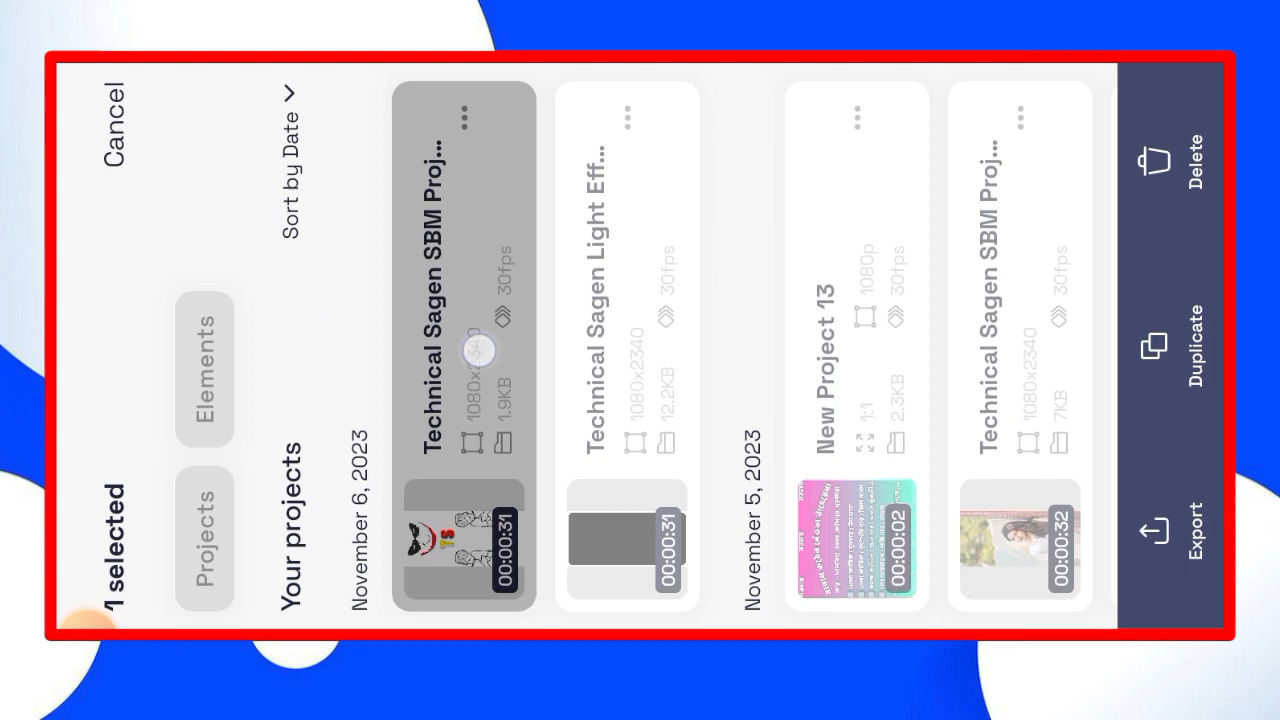 1 selected
Cancel
Projects
Elements
Your projects
Sort by Date
November 6, 2023
Technical Sagen SBM Proj...
1080x2340
1.9KB
30fps
TS
00:00:31
Technical Sagen Light Eff...
1080x2340
12.2KB
30fps
00:00:31
November 5, 2023
New Project 13
1:1
1080p
2.3KB
30fps
00:00:02
Technical Sagen SBM Proj...
1080x2340
7KB
30fps
00:00:32
Export
Duplicate
Delete